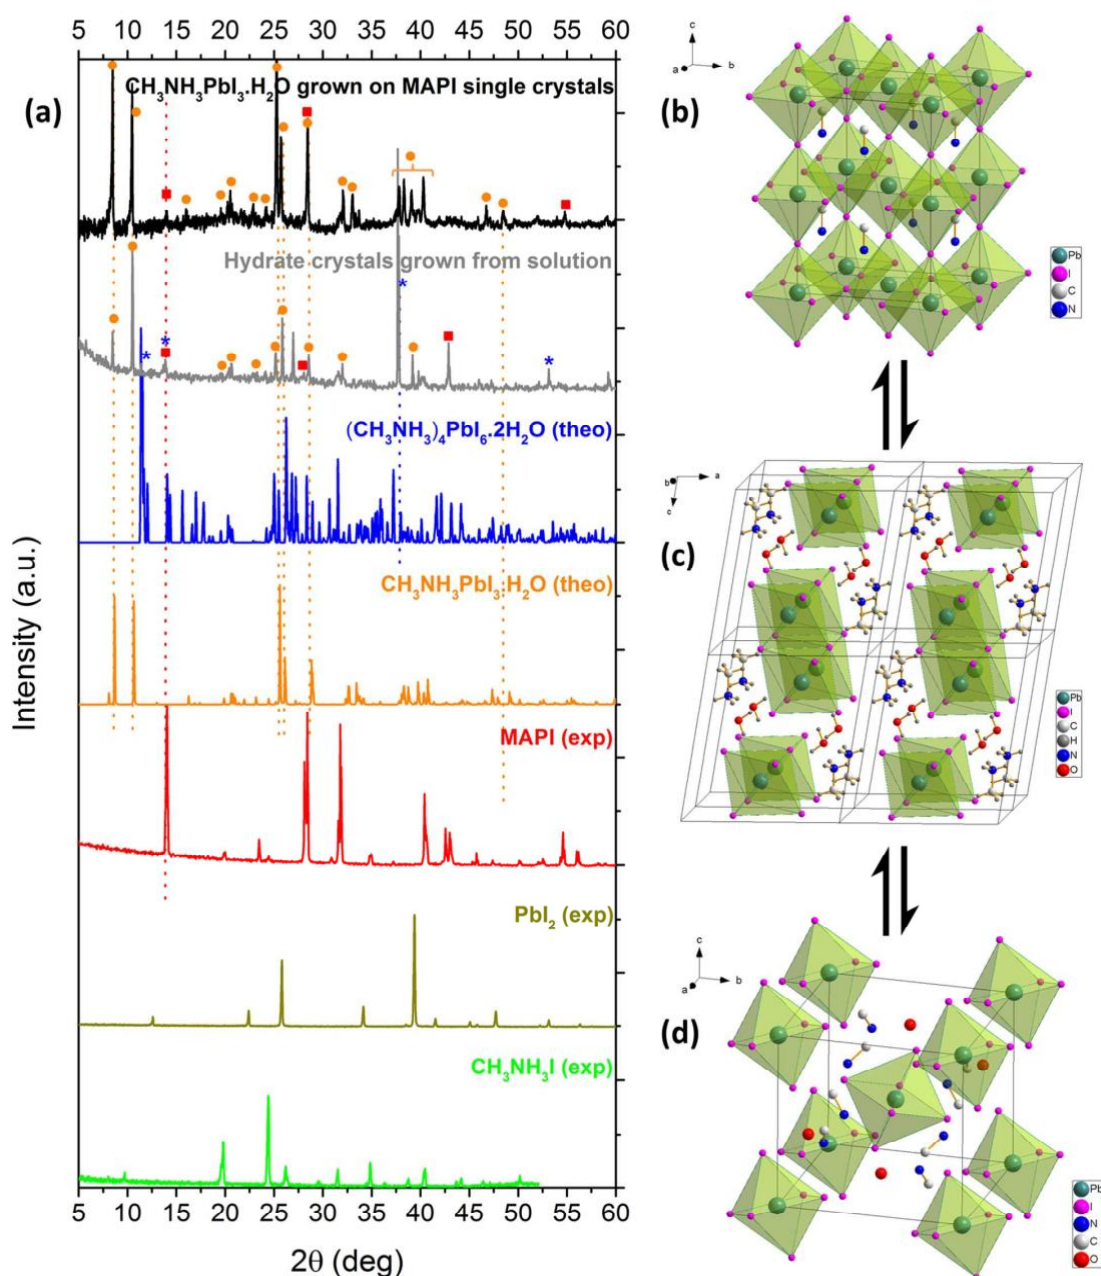 5 10 15 20 25 30 35 40 45 50 55 60
(a)
CH₃NH₃PbI₃.H₂O grown on MAPI single crystals
Hydrate crystals grown from solution
(CH₃NH₃)₄PbI₆.2H₂O (theo)
CH₃NH₃PbI₃.H₂O (theo)
MAPI (exp)
PbI₂ (exp)
CH₃NH₃I (exp)
Intensity (a.u.)
5 10 15 20 25 30 35 40 45 50 55 60
2θ (deg)
c
a b
(b)
Pb
I
C
N
b a
c
(c)
Pb
I
C
H
N
O
c
a b
(d)
Pb
I
N
C
O